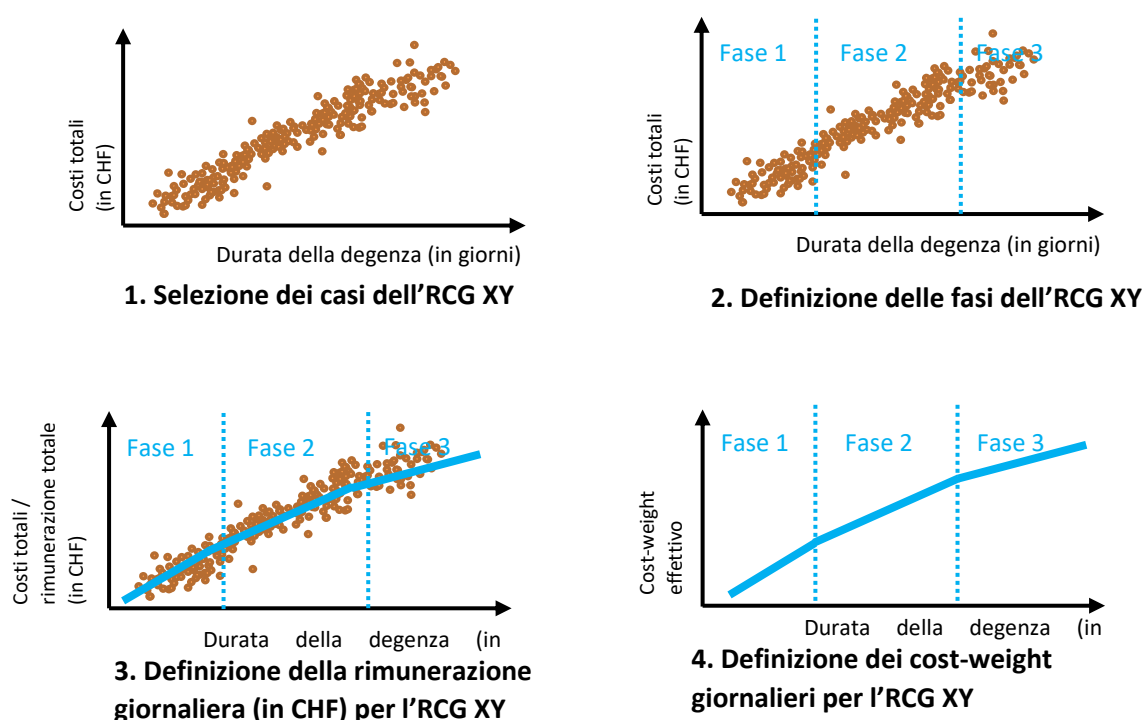 Costi totali
(in CHF)
Durata della degenza (in giorni)
1. Selezione dei casi dell’RCG XY
Fase 1
Fase 2
Fase 3
Costi totali
(in CHF)
Durata della degenza (in giorni)
2. Definizione delle fasi dell’RCG XY
Fase 1
Fase 2
Fase 3
Costi totali /
rimunerazione totale
(in CHF)
Durata della degenza (in
3. Definizione della rimunerazione
giornaliera (in CHF) per l’RCG XY
Fase 1
Fase 2
Fase 3
Cost-weight
effettivo
Durata della degenza (in
4. Definizione dei cost-weight
giornalieri per l’RCG XY